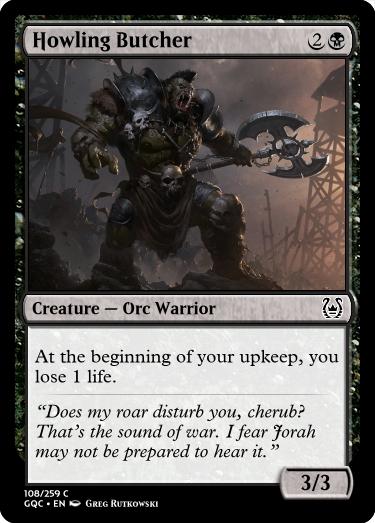 Howling Butcher 2
Creature — Orc Warrior
At the beginning of your upkeep, you
lose 1 life.
“Does my roar disturb you, cherub?
That’s the sound of war. I fear Jorah
may not be prepared to hear it.”
3/3
108/259 C
GQC • EN Greg Rutkowski